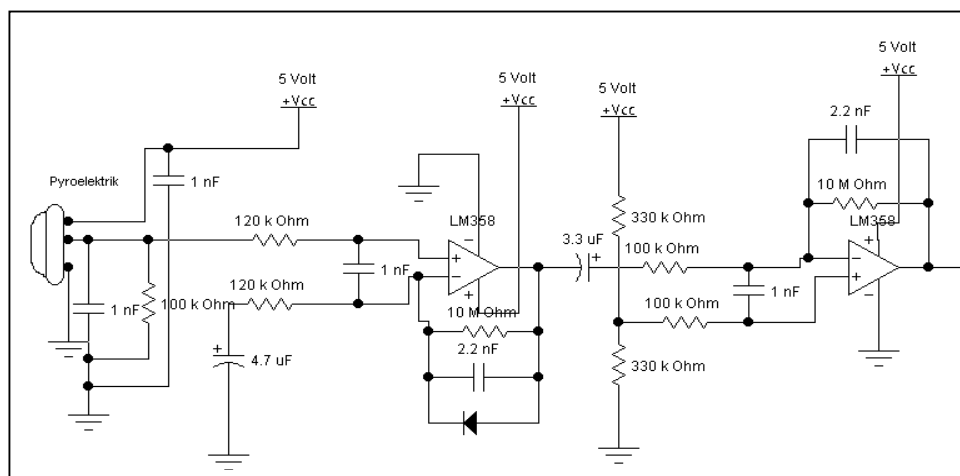 5 Volt
+Vcc
Pyroelektrik
1 nF
120 k Ohm
1 nF
100 k Ohm
120 k Ohm
4.7 uF
1 nF
LM358
−
+
−
+
5 Volt
+Vcc
10 M Ohm
2.2 nF
3.3 uF
+
5 Volt
+Vcc
330 k Ohm
100 k Ohm
100 k Ohm
330 k Ohm
1 nF
5 Volt
+Vcc
2.2 nF
10 M Ohm
LM358
+
−
+
−
+